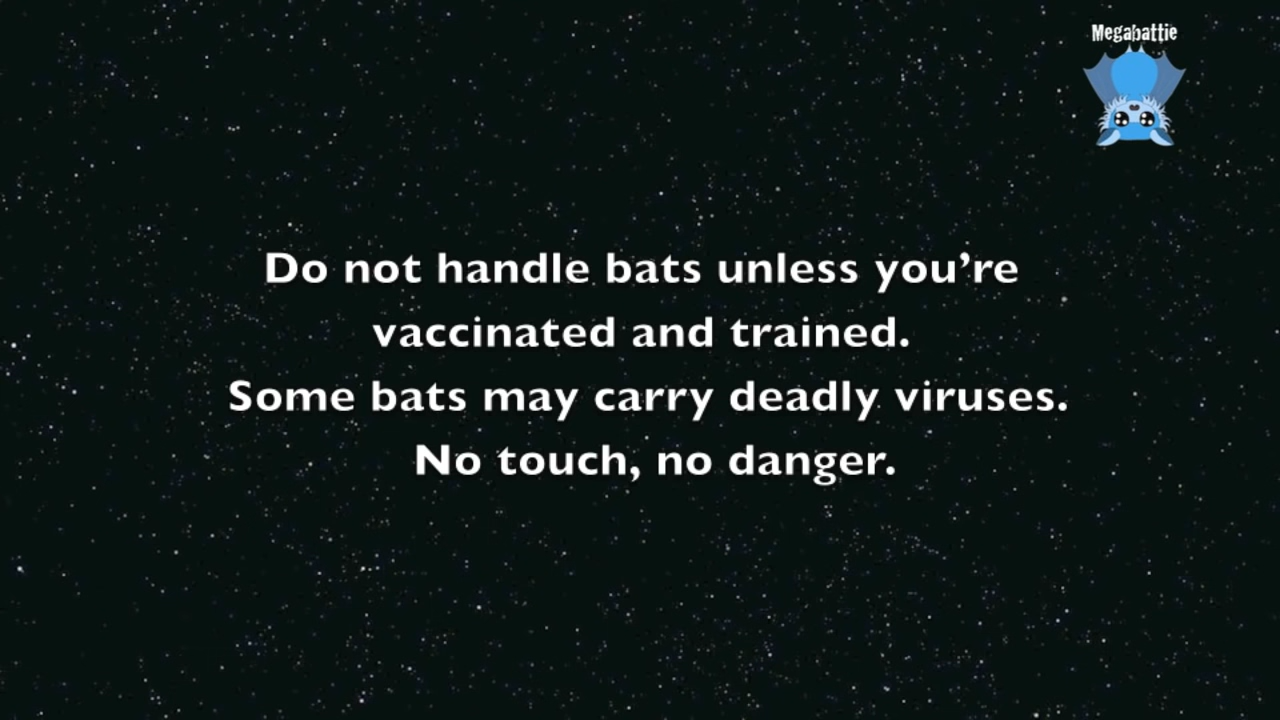 Megabattie
Do not handle bats unless you’re
vaccinated and trained.
Some bats may carry deadly viruses.
No touch, no danger.